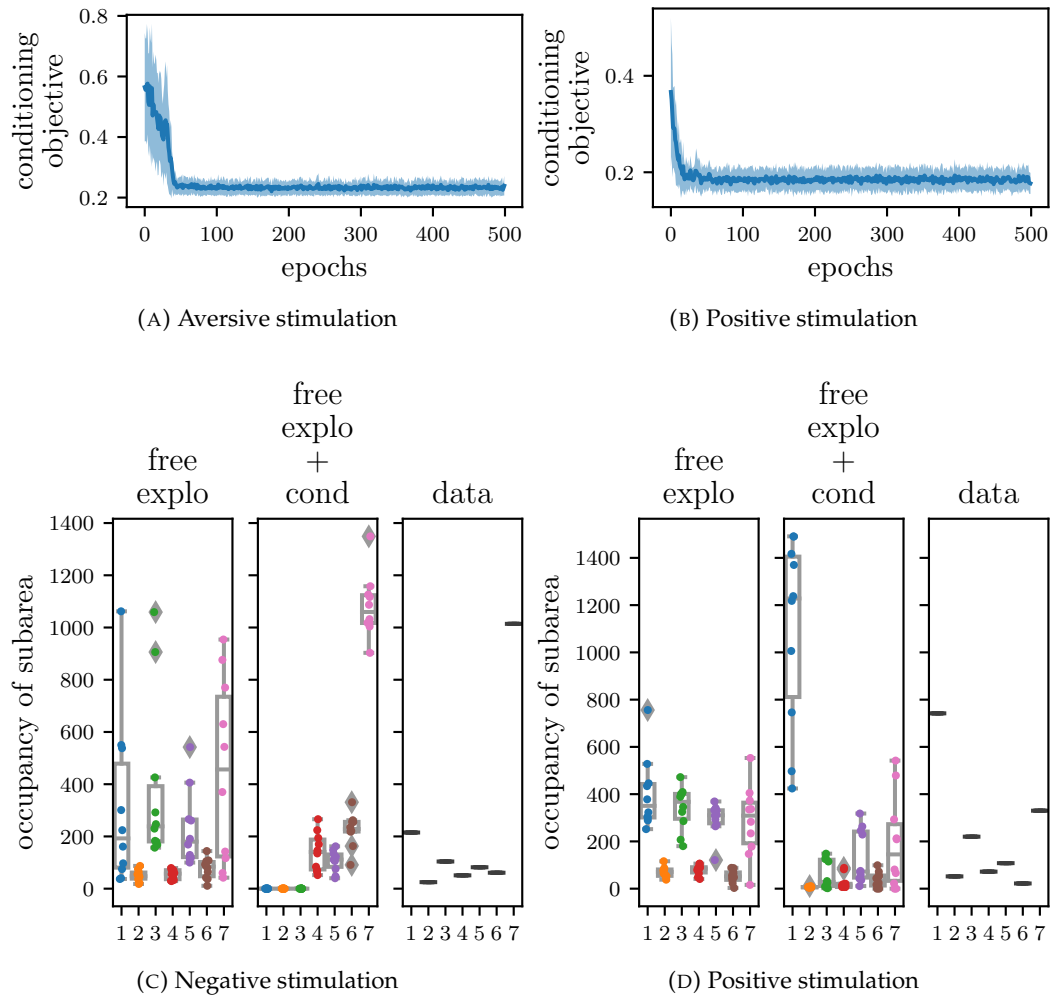 0.8
0.6
0.4
0.2
conditioning
objective
0 100 200 300 400 500
epochs
(A) Aversive stimulation
0.4
0.2
conditioning
objective
0 100 200 300 400 500
epochs
(B) Positive stimulation
free
explo
free
explo
+
cond
data
1400
1200
1000
800
600
400
200
0
occupancy of subarea
1 2 3 4 5 6 7
1 2 3 4 5 6 7
1 2 3 4 5 6 7
(C) Negative stimulation
free
explo
free
explo
+
cond
data
1400
1200
1000
800
600
400
200
0
occupancy of subarea
1 2 3 4 5 6 7
1 2 3 4 5 6 7
1 2 3 4 5 6 7
(D) Positive stimulation